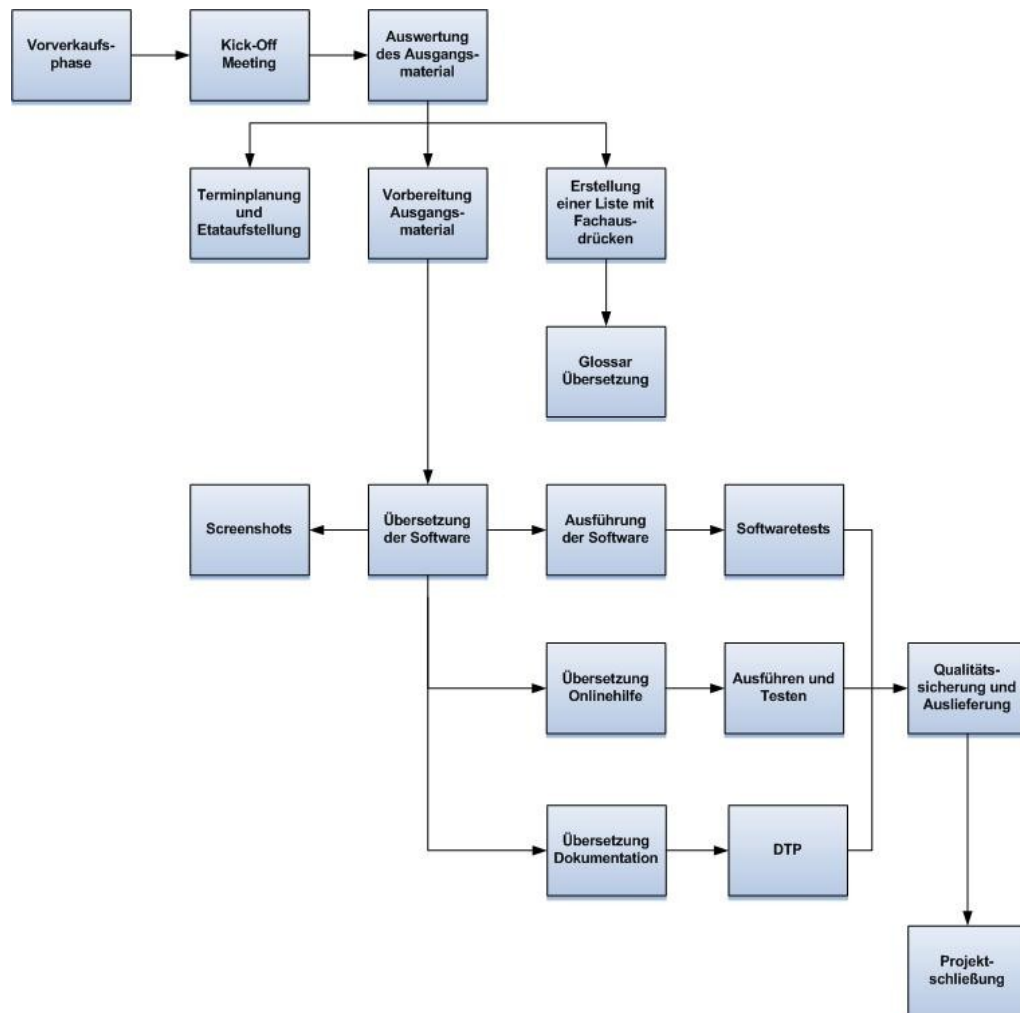 Vorverkaufs-
phase
Kick-Off
Meeting
Auswertung
des Ausgangs-
material
Terminplanung
und
Etataufstellung
Vorbereitung
Ausgangs-
material
Erstellung
einer Liste mit
Fachaus-
drücken
Glossar
Übersetzung
Screenshots
Übersetzung
der Software
Ausführung
der Software
Softwaretests
Übersetzung
Onlinehilfe
Ausführen und
Testen
Qualitäts-
sicherung und
Auslieferung
Übersetzung
Dokumentation
DTP
Projekt-
schließung